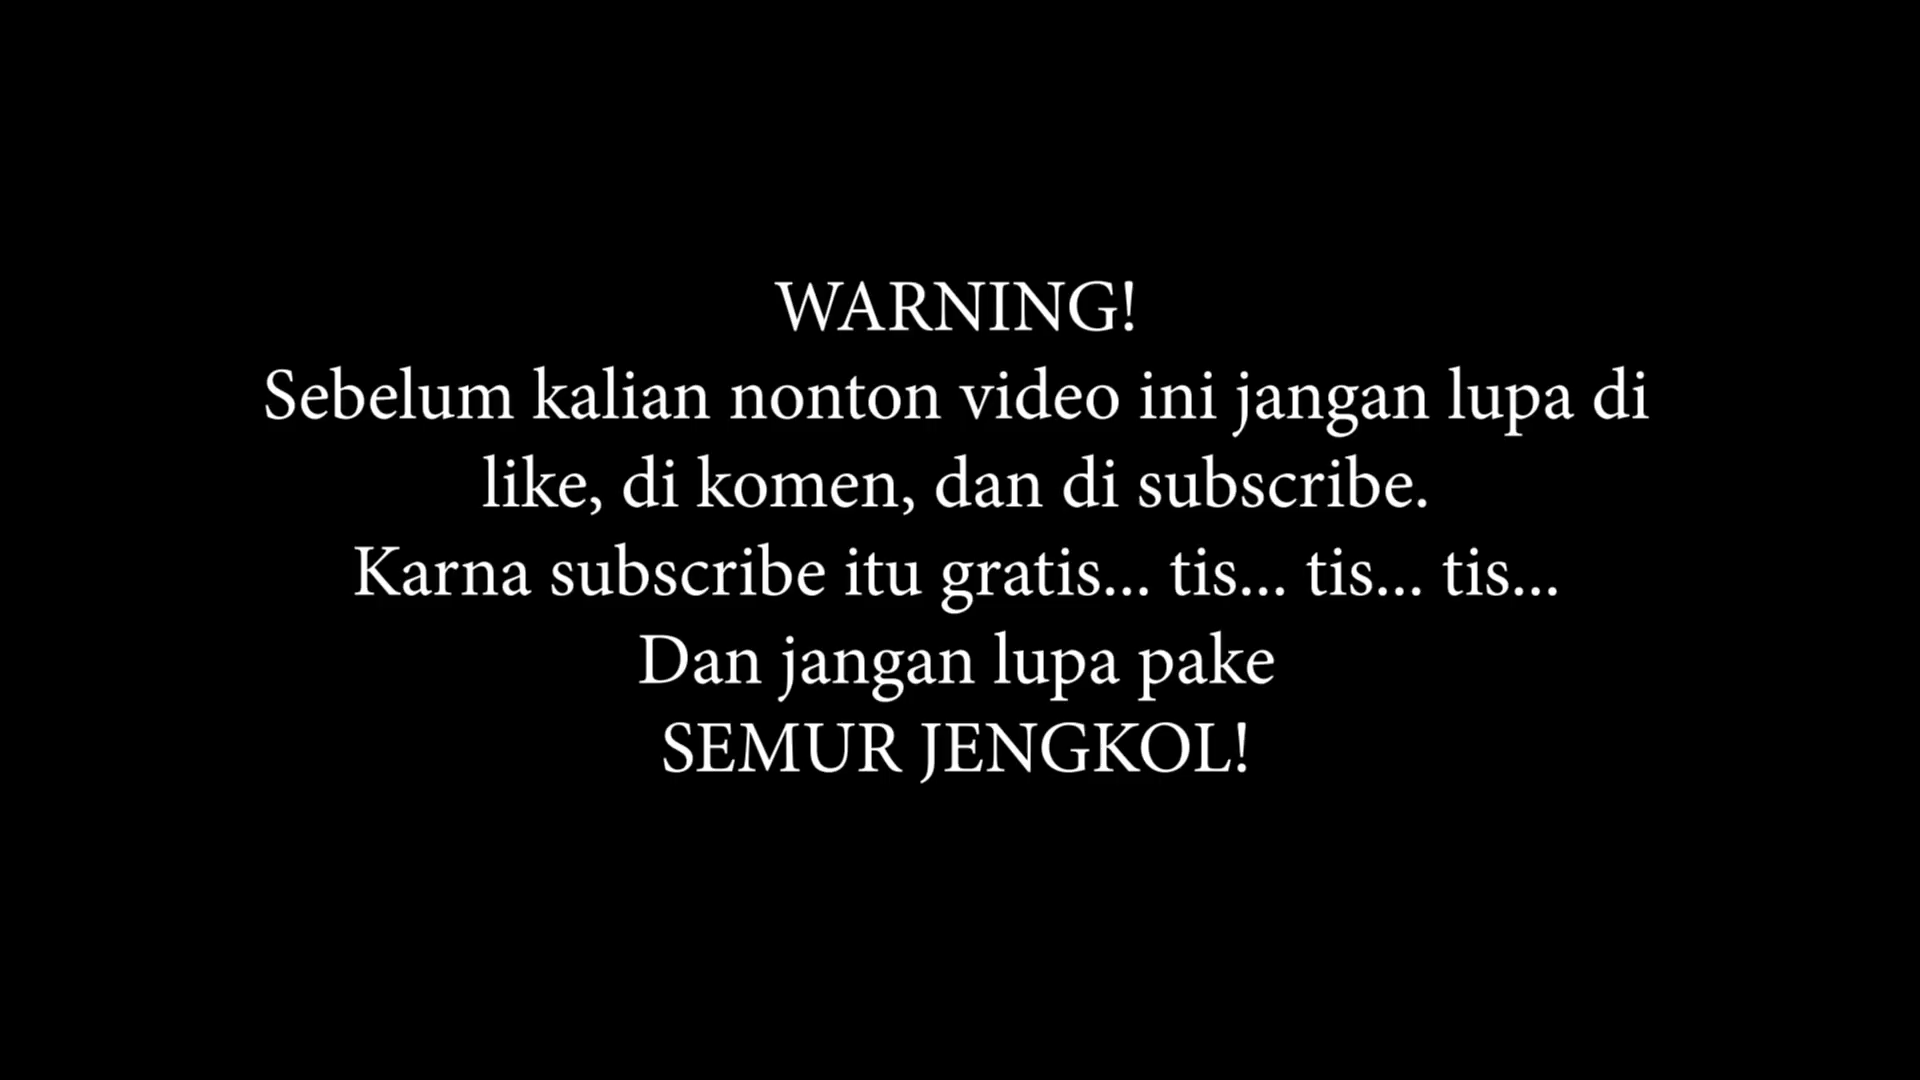 WARNING!
Sebelum kalian nonton video ini jangan lupa di
like, di komen, dan di subscribe.
Karna subscribe itu gratis... tis... tis... tis...
Dan jangan lupa pake
SEMUR JENGKOL!